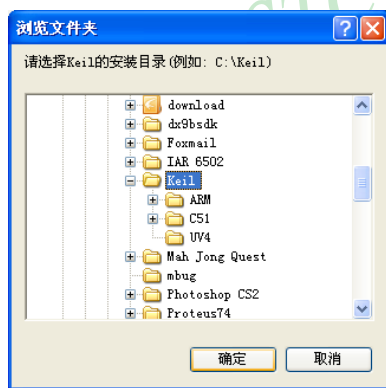 浏览文件夹
请选择Keil的安装目录(例如: C:\Keil)
download
dx9bsdk
Foxmail
IAR 6502
Keil
ARM
C51
UV4
Mah Jong Quest
mbug
Photoshop CS2
Proteus74
确定 取消